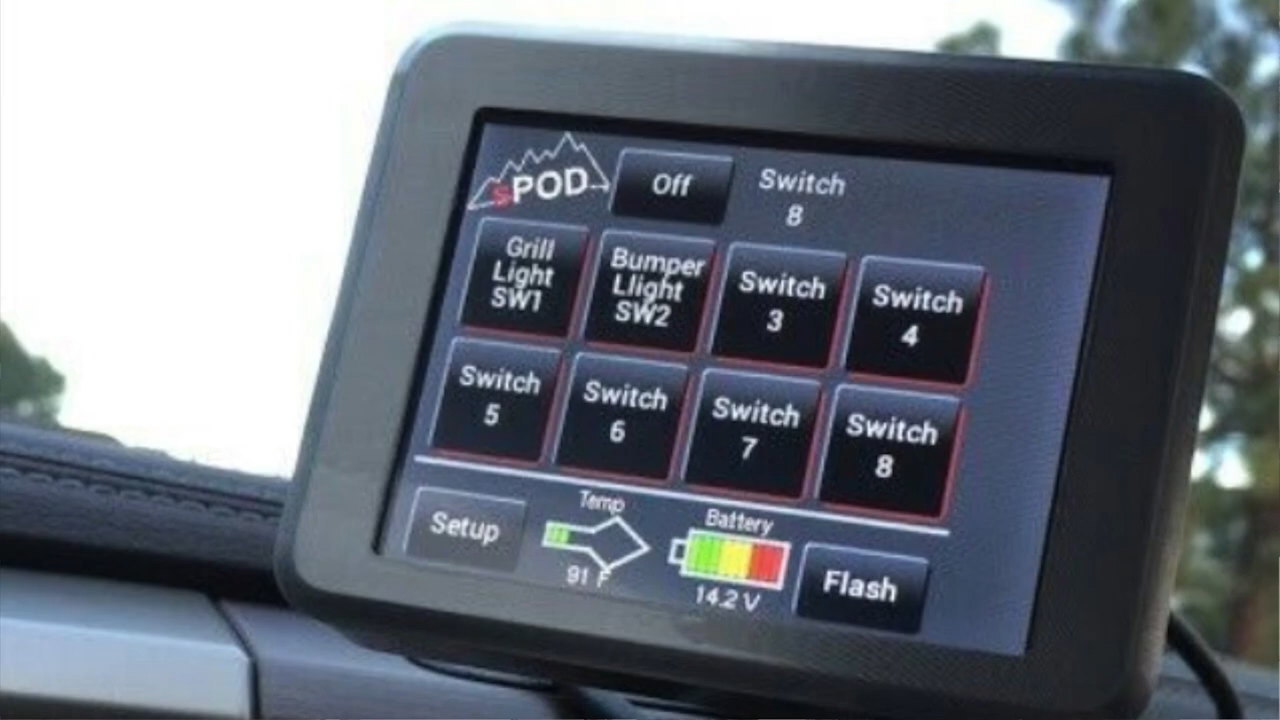 sPOD
Off
Switch
8
Grill
Light
SW1
Bumper
Llight
SW2
Switch
3
Switch
4
Switch
5
Switch
6
Switch
7
Switch
8
Setup
Temp
91 F
Battery
14.2 V
Flash